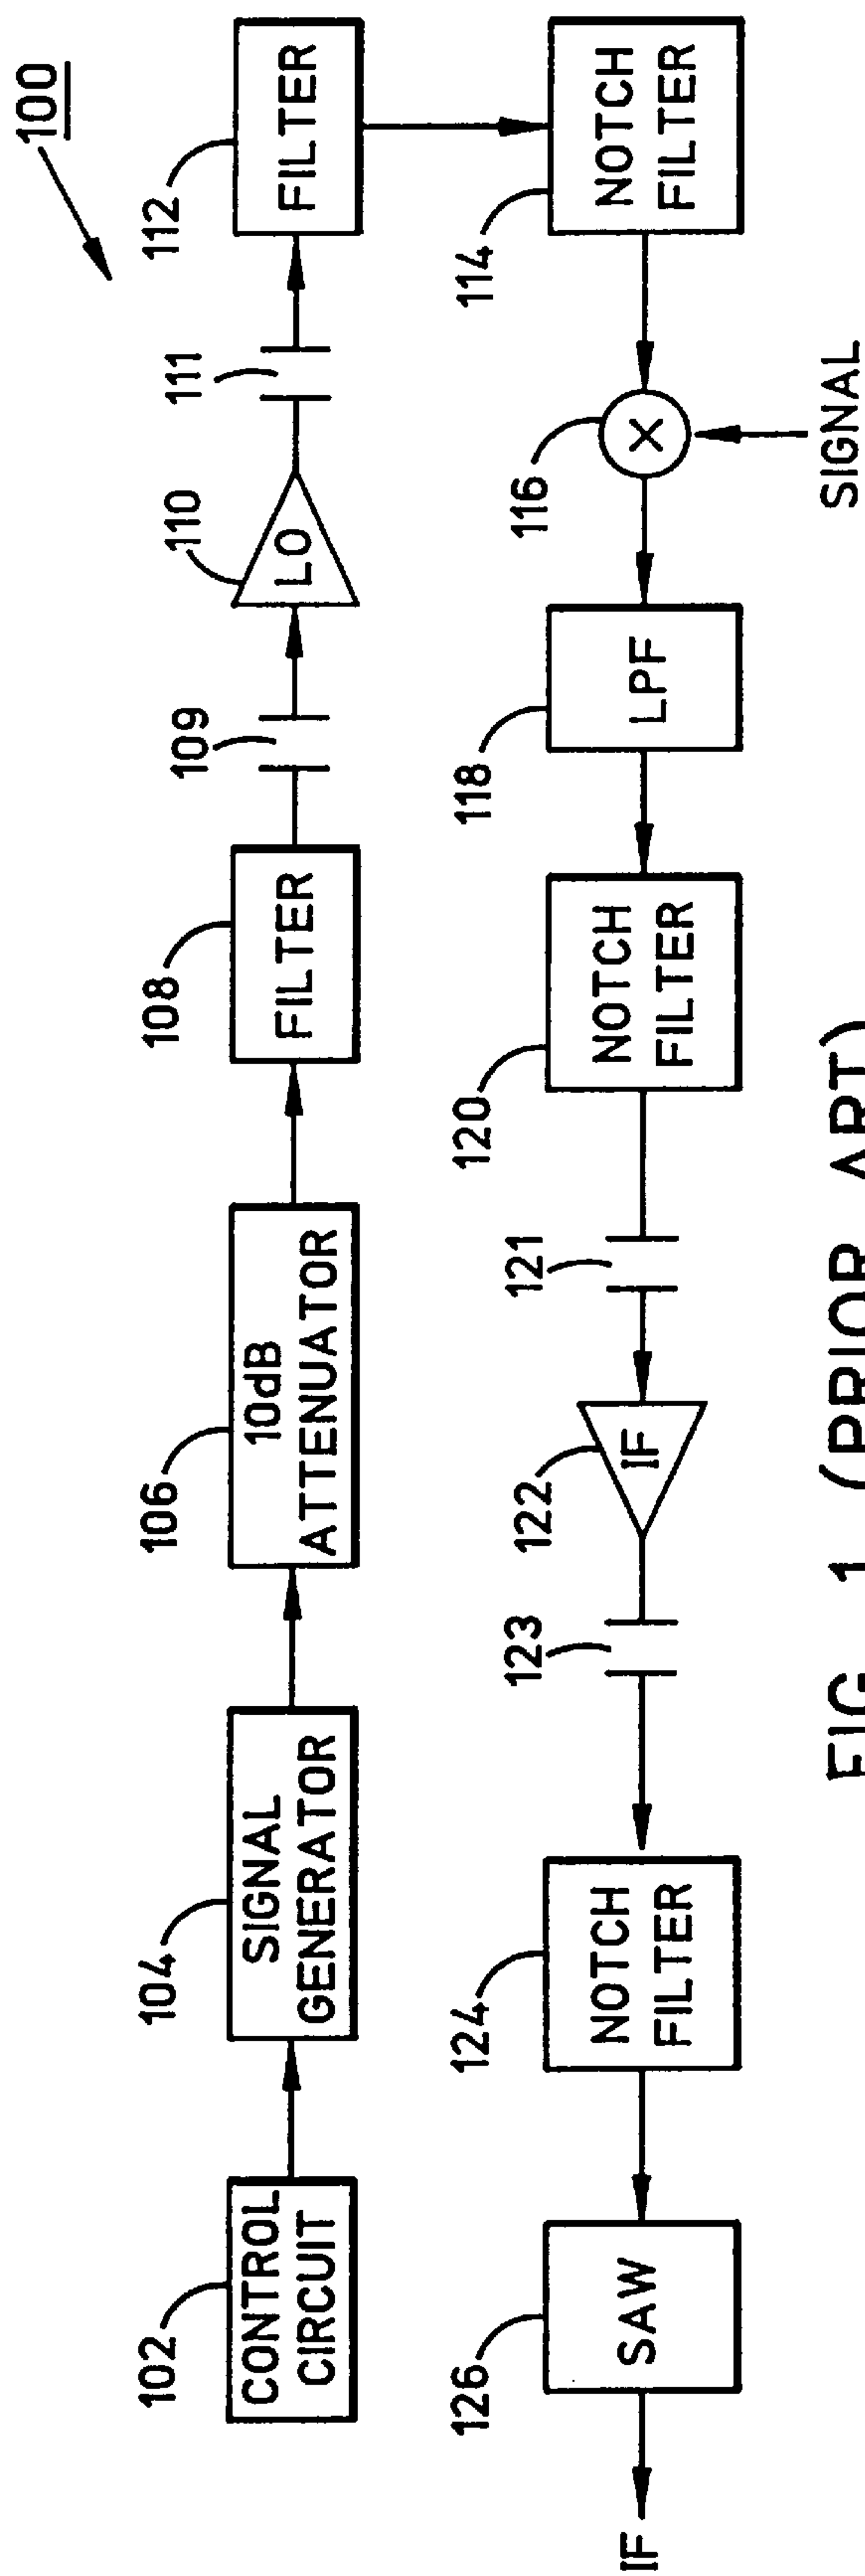 100
102
CONTROL
CIRCUIT
104
SIGNAL
GENERATOR
106
10dB
ATTENUATOR
108
FILTER
109
110
LO
111
112
FILTER
114
NOTCH
FILTER
116
X
SIGNAL
118
LPF
120
NOTCH
FILTER
121
122
IF
123
124
NOTCH
FILTER
126
SAW
IF
FIG. 1 (PRIOR ART)